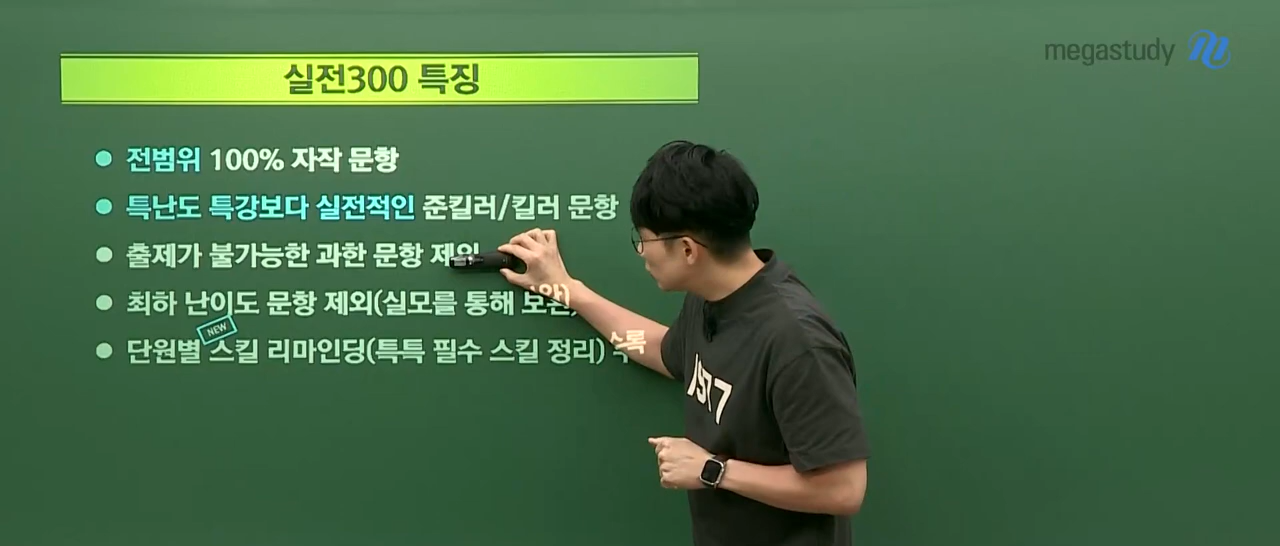 megastudy
실전300 특징
전범위 100% 자작 문항
특난도 특강보다 실전적인 준킬러/킬러 문항
출제가 불가능한 과한 문항 제외
최하 난이도 문항 제외(실모를 통해 보완)
NEW
단원별 스킬 리마인딩(특특 필수 스킬 정리) 수록